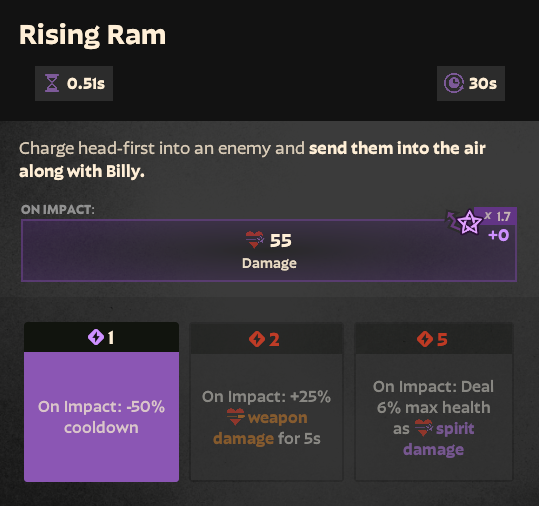 Rising Ram
0.51s
30s
Charge head-first into an enemy and send them into the air
along with Billy.
ON IMPACT:
x 1.7
+0
55
Damage
1
On Impact: -50%
cooldown
2
On Impact: +25%
weapon
damage for 5s
5
On Impact: Deal
6% max health
as spirit
damage